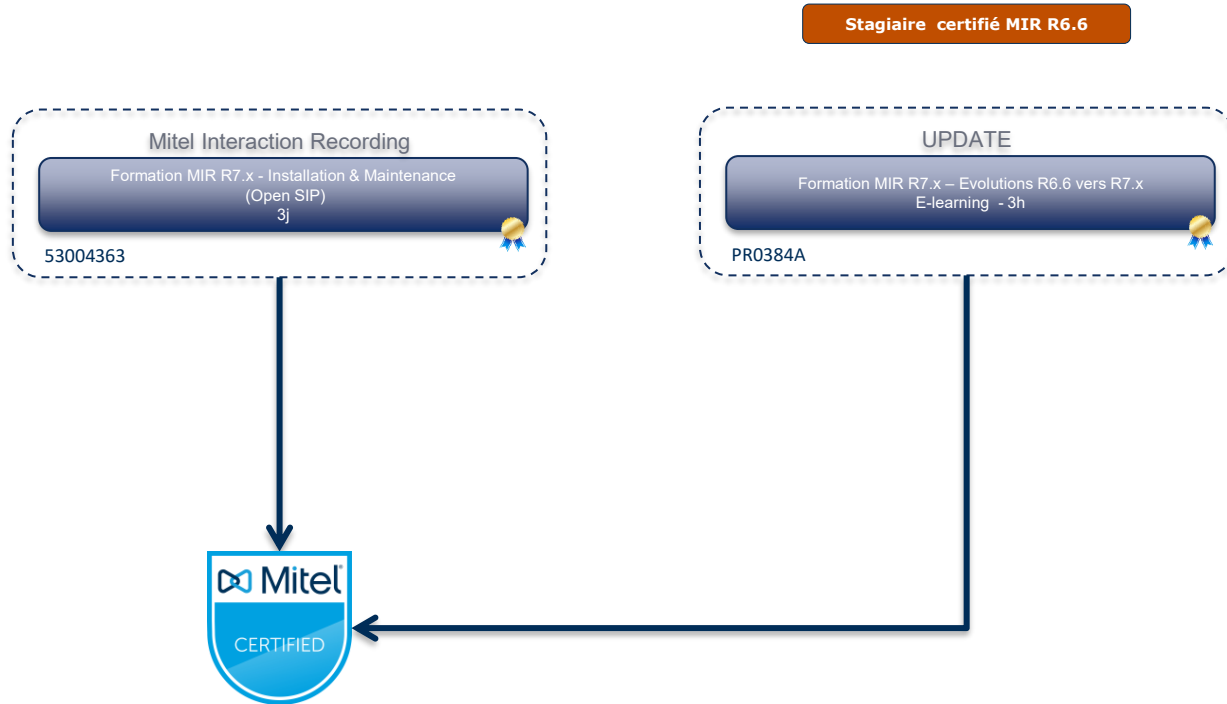 Stagiaire  certifié MIR R6.6
Mitel Interaction Recording
Formation MIR R7.x - Installation & Maintenance
(Open SIP)
3j
53004363
UPDATE
Formation MIR R7.x – Evolutions R6.6 vers R7.x
E-learning  - 3h
PR0384A
Mitel
CERTIFIED